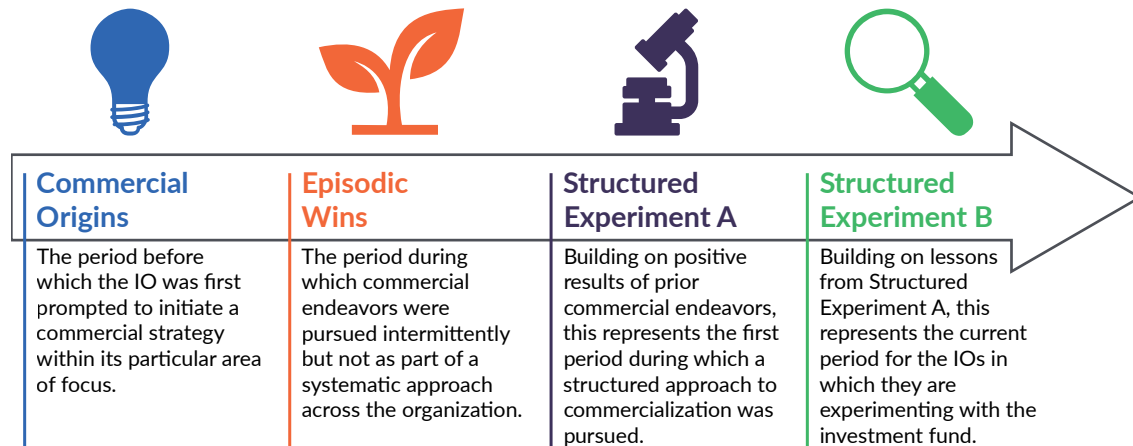 Commercial
Origins
The period before
which the IO was first
prompted to initiate a
commercial strategy
within its particular area
of focus.
Episodic
Wins
The period during
which commercial
endeavors were
pursued intermittently
but not as part of a
systematic approach
across the organization.
Structured
Experiment A
Building on positive
results of prior
commercial endeavors,
this represents the first
period during which a
structured approach to
commercialization was
pursued.
Structured
Experiment B
Building on lessons
from Structured
Experiment A, this
represents the current
period for the IOs in
which they are
experimenting with the
investment fund.